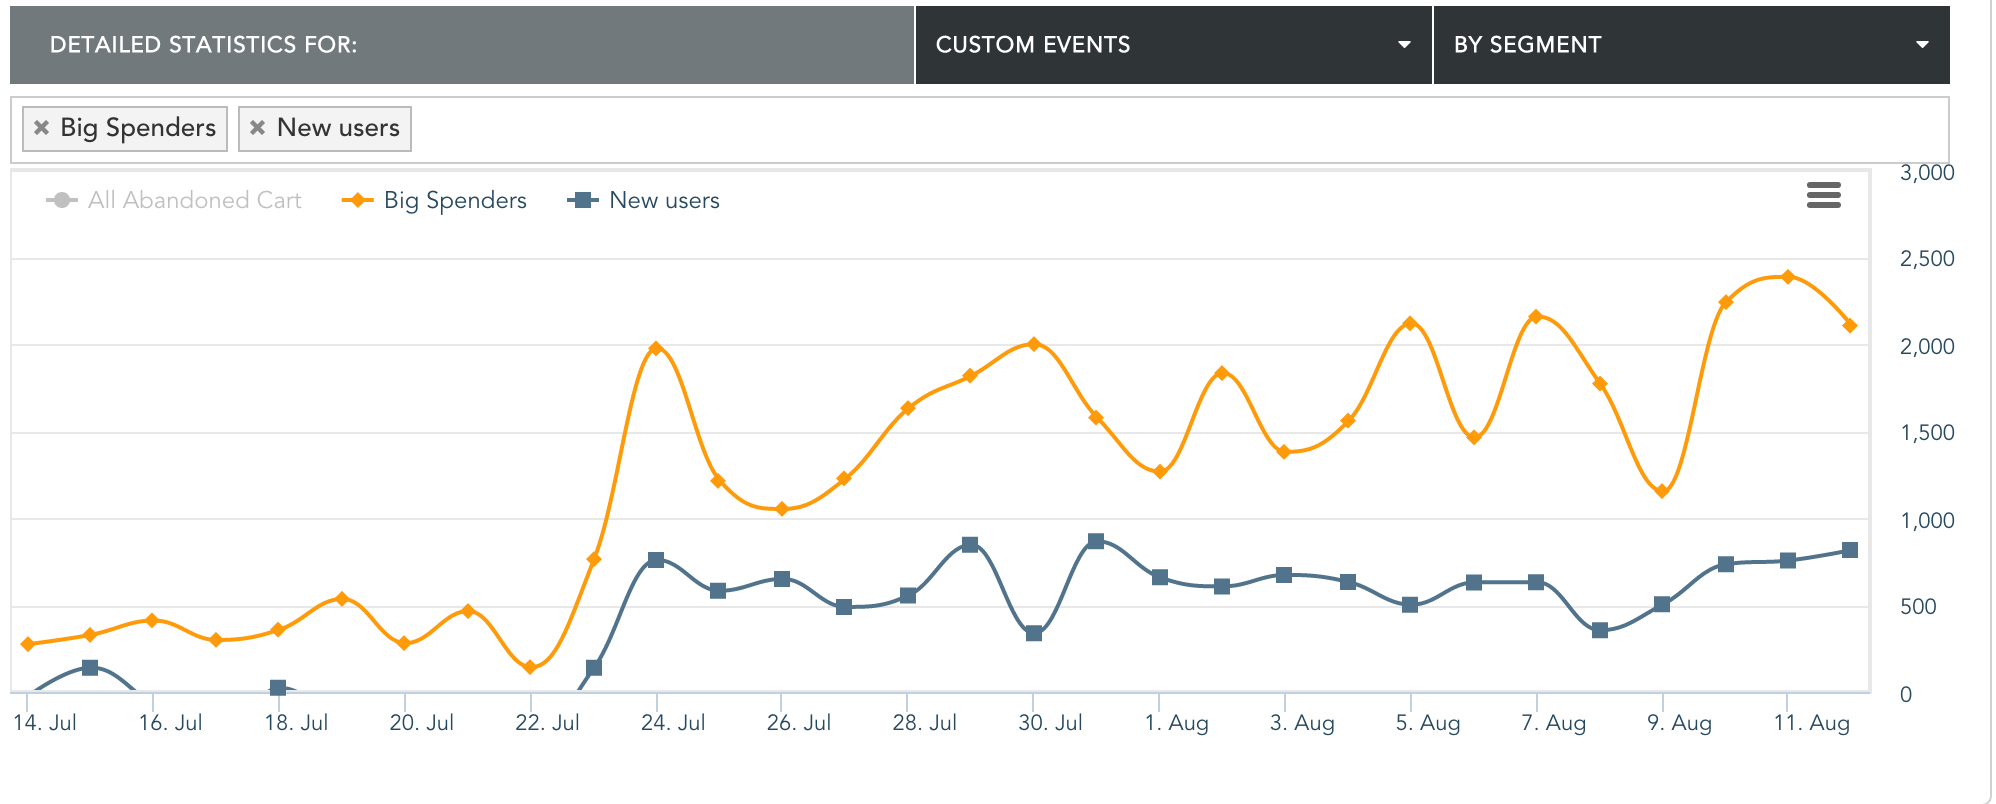 DETAILED STATISTICS FOR:
CUSTOM EVENTS
BY SEGMENT
Big Spenders
New users
All Abandoned Cart
Big Spenders
New users
3,000
2,500
2,000
1,500
1,000
500
0
14. Jul
16. Jul
18. Jul
20. Jul
22. Jul
24. Jul
26. Jul
28. Jul
30. Jul
1. Aug
3. Aug
5. Aug
7. Aug
9. Aug
11. Aug